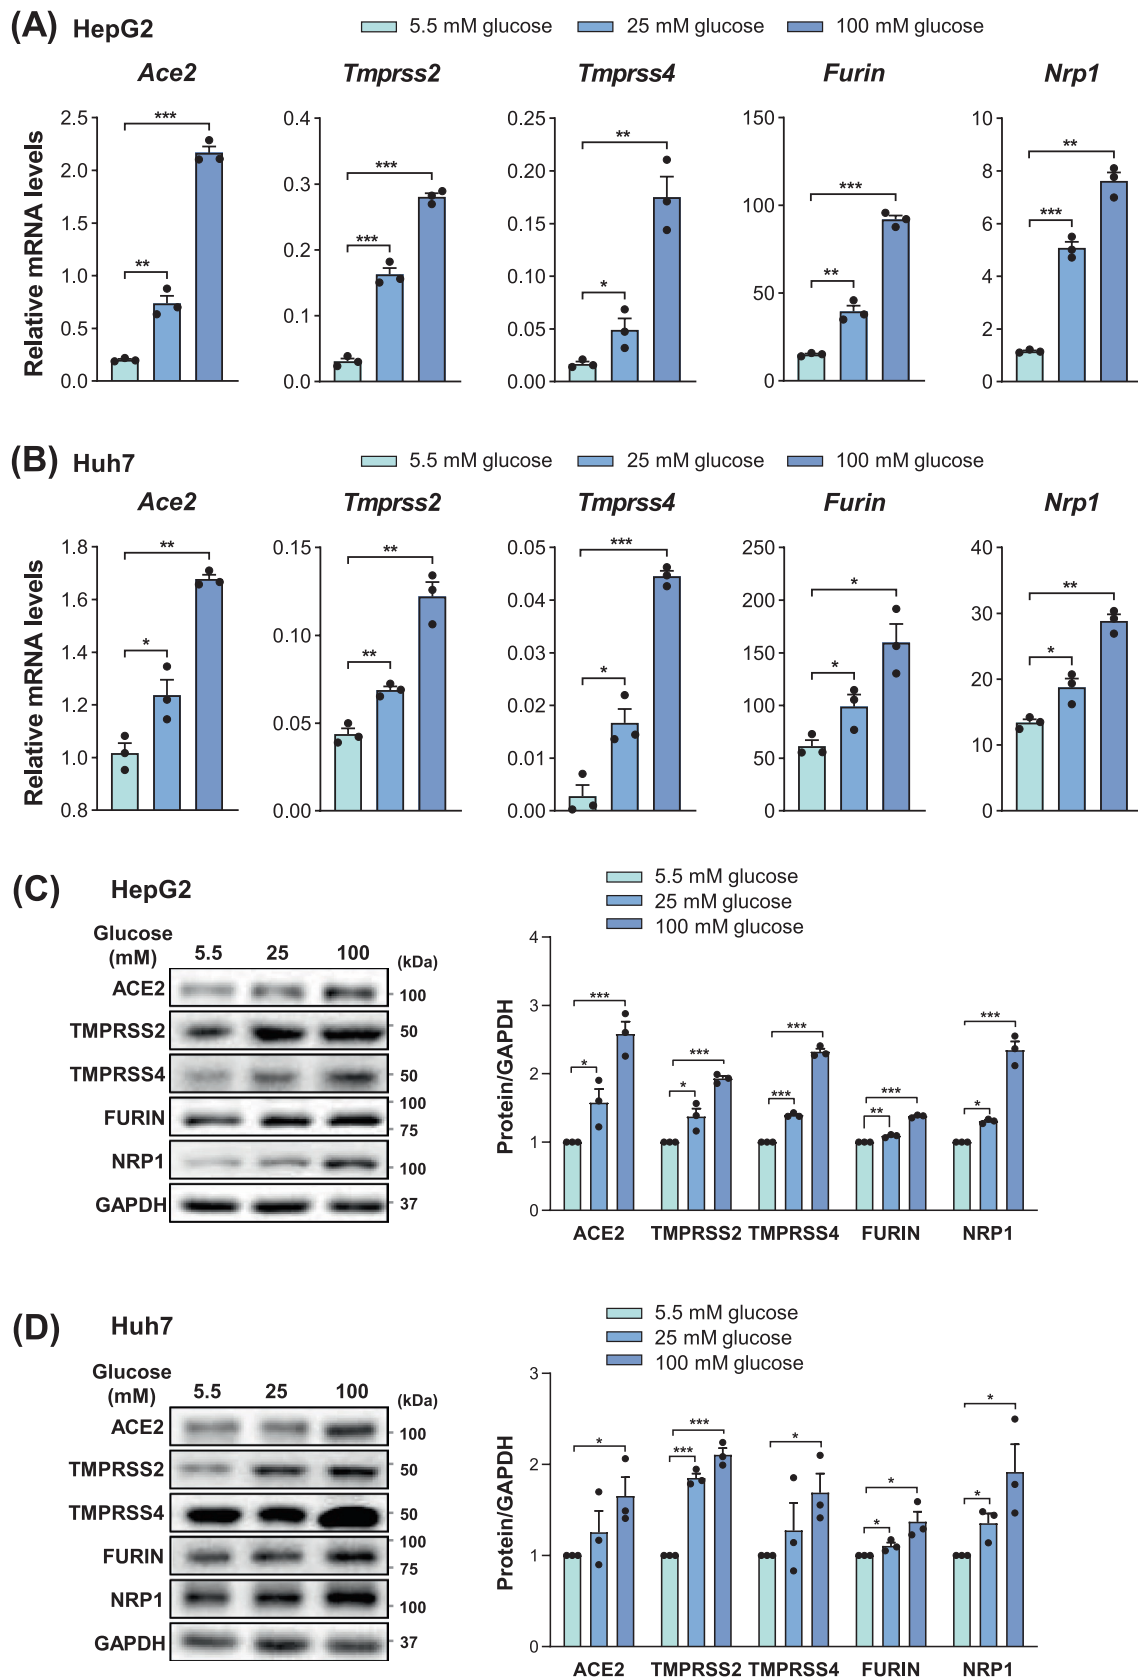 (A) HepG2
5.5 mM glucose 25 mM glucose 100 mM glucose
Ace2 Tmprss2 Tmprss4 Furin Nrp1
Relative mRNA levels
2.5
2.0
1.5
1.0
0.5
0.0
*** **
0.4
0.3
0.2
0.1
0.0
*** ***
0.25
0.20
0.15
0.10
0.05
0.00
** *
150
100
50
0
*** **
8
6
4
2
0
** ***
(B) Huh7
5.5 mM glucose 25 mM glucose 100 mM glucose
Ace2 Tmprss2 Tmprss4 Furin Nrp1
Relative mRNA levels
1.8
1.6
1.4
1.2
1.0
0.8
** *
0.15
0.10
0.05
0.00
** **
0.05
0.04
0.03
0.02
0.01
0.00
*** *
250
200
150
100
50
0
* *
40
30
20
10
0
** *
(C) HepG2
Glucose
(mM) 5.5 25 100 (kDa)
ACE2 100
TMPRSS2 50
TMPRSS4 50
FURIN 100
75
NRP1 100
GAPDH 37
5.5 mM glucose
25 mM glucose
100 mM glucose
Protein/GAPDH
4
3
2
1
0
* *** * *** *** *** ** *** * ***
ACE2 TMPRSS2 TMPRSS4 FURIN NRP1
(D) Huh7
Glucose
(mM) 5.5 25 100 (kDa)
ACE2 100
TMPRSS2 50
TMPRSS4 50
FURIN 100
75
NRP1 100
GAPDH 37
5.5 mM glucose
25 mM glucose
100 mM glucose
Protein/GAPDH
3
2
1
0
* *** *** * * * * *
ACE2 TMPRSS2 TMPRSS4 FURIN NRP1